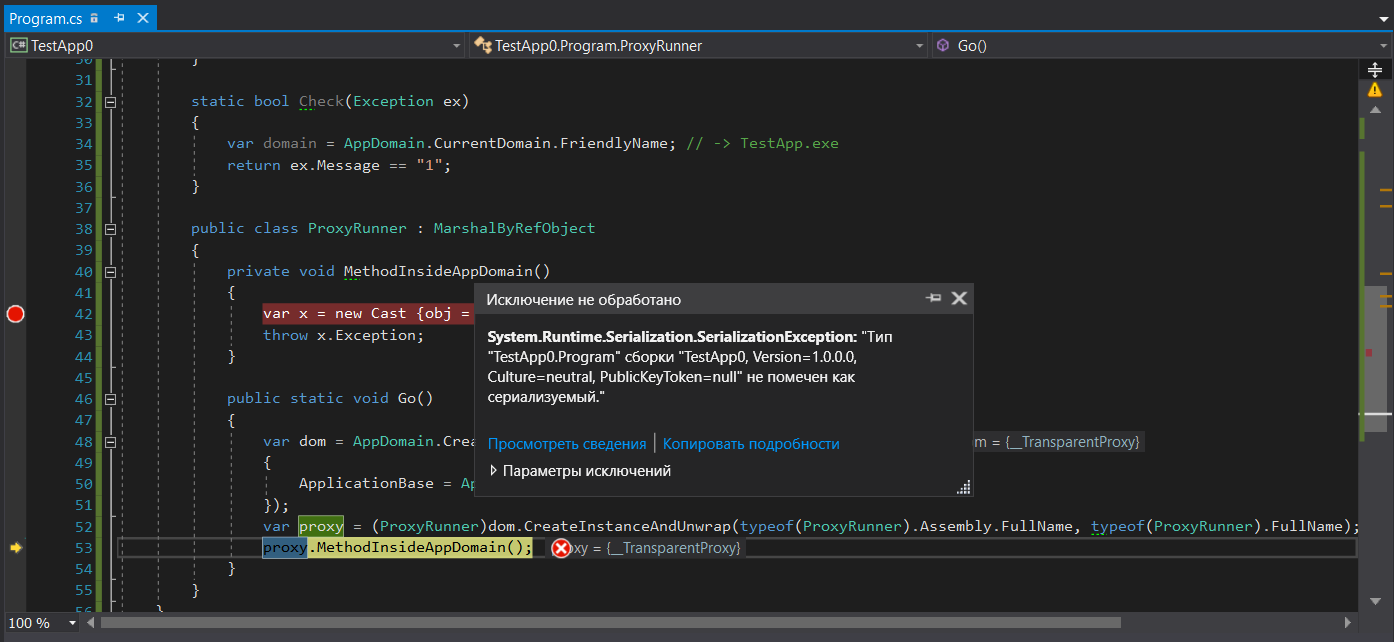 Program.cs
TestApp0
TestApp0.Program.ProxyRunner
Go()
30 }
31
32 static bool Check(Exception ex)
33 {
34 var domain = AppDomain.CurrentDomain.FriendlyName; // -> TestApp.exe
35 return ex.Message == "1";
36 }
37
38 public class ProxyRunner : MarshalByRefObject
39 {
40 private void MethodInsideAppDomain()
41 {
42 var x = new Cast {obj =
43 throw x.Exception;
44 }
45
46 public static void Go()
47 {
48 var dom = AppDomain.Crea
49 {
50 ApplicationBase = Ap
51 });
52 var proxy = (ProxyRunner)dom.CreateInstanceAndUnwrap(typeof(ProxyRunner).Assembly.FullName, typeof(ProxyRunner).FullName);
53 proxy.MethodInsideAppDomain();
54 }
55 }
56 }
Исключение не обработано
System.Runtime.Serialization.SerializationException: "Тип
"TestApp0.Program" сборки "TestApp0, Version=1.0.0.0,
Culture=neutral, PublicKeyToken=null" не помечен как
сериализуемый."
Просмотреть сведения | Копировать подробности
Параметры исключений
= {__TransparentProxy}
= {__TransparentProxy}
100 %